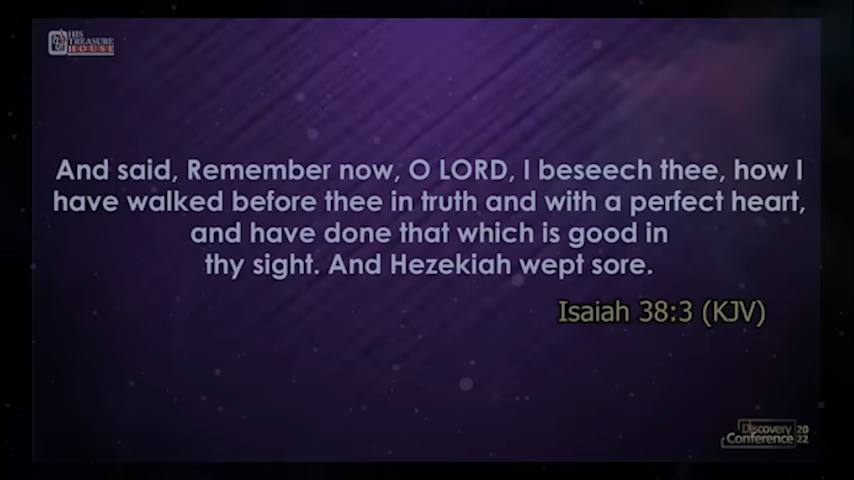 HIS
TREASURE
HOUSE
And said, Remember now, O LORD, I beseech thee, how I
have walked before thee in truth and with a perfect heart,
and have done that which is good in
thy sight. And Hezekiah wept sore.
Isaiah 38:3 (KJV)
Discovery
Conference
20
22